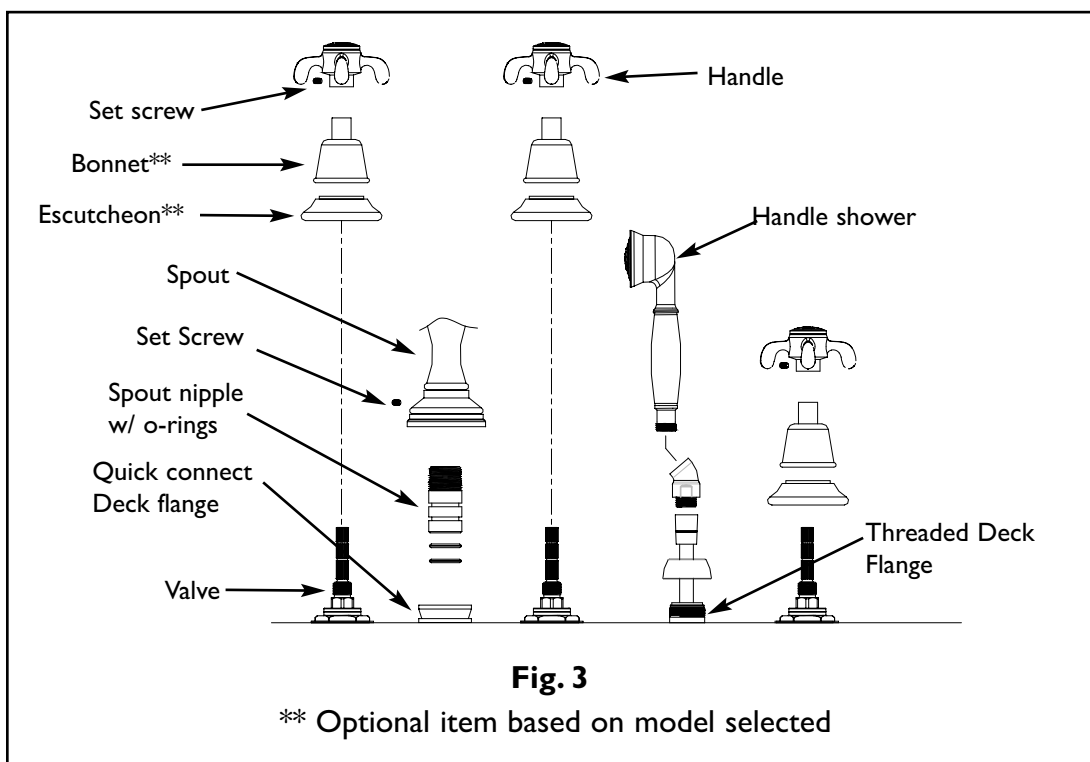 Handle
Set screw
Bonnet**
Escutcheon**
Handle shower
Spout
Set Screw
Spout nipple
w/ o-rings
Quick connect
Deck flange
Threaded Deck
Flange
Valve
Fig. 3
** Optional item based on model selected